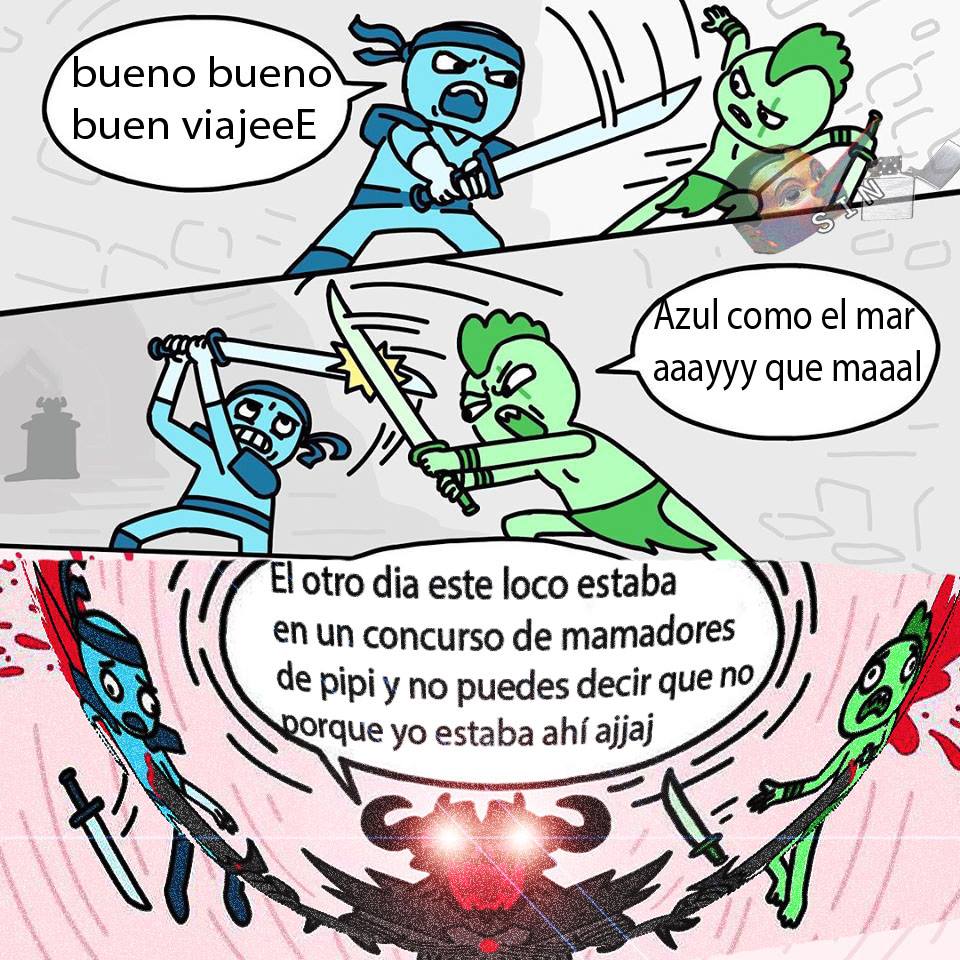 bueno bueno
buen viajeeE
SIN
Azul como el mar
aaayyy que maaal
El otro dia este loco estaba
en un concurso de mamadores
de pipi y no puedes decir que no
porque yo estaba ahí ajjaj